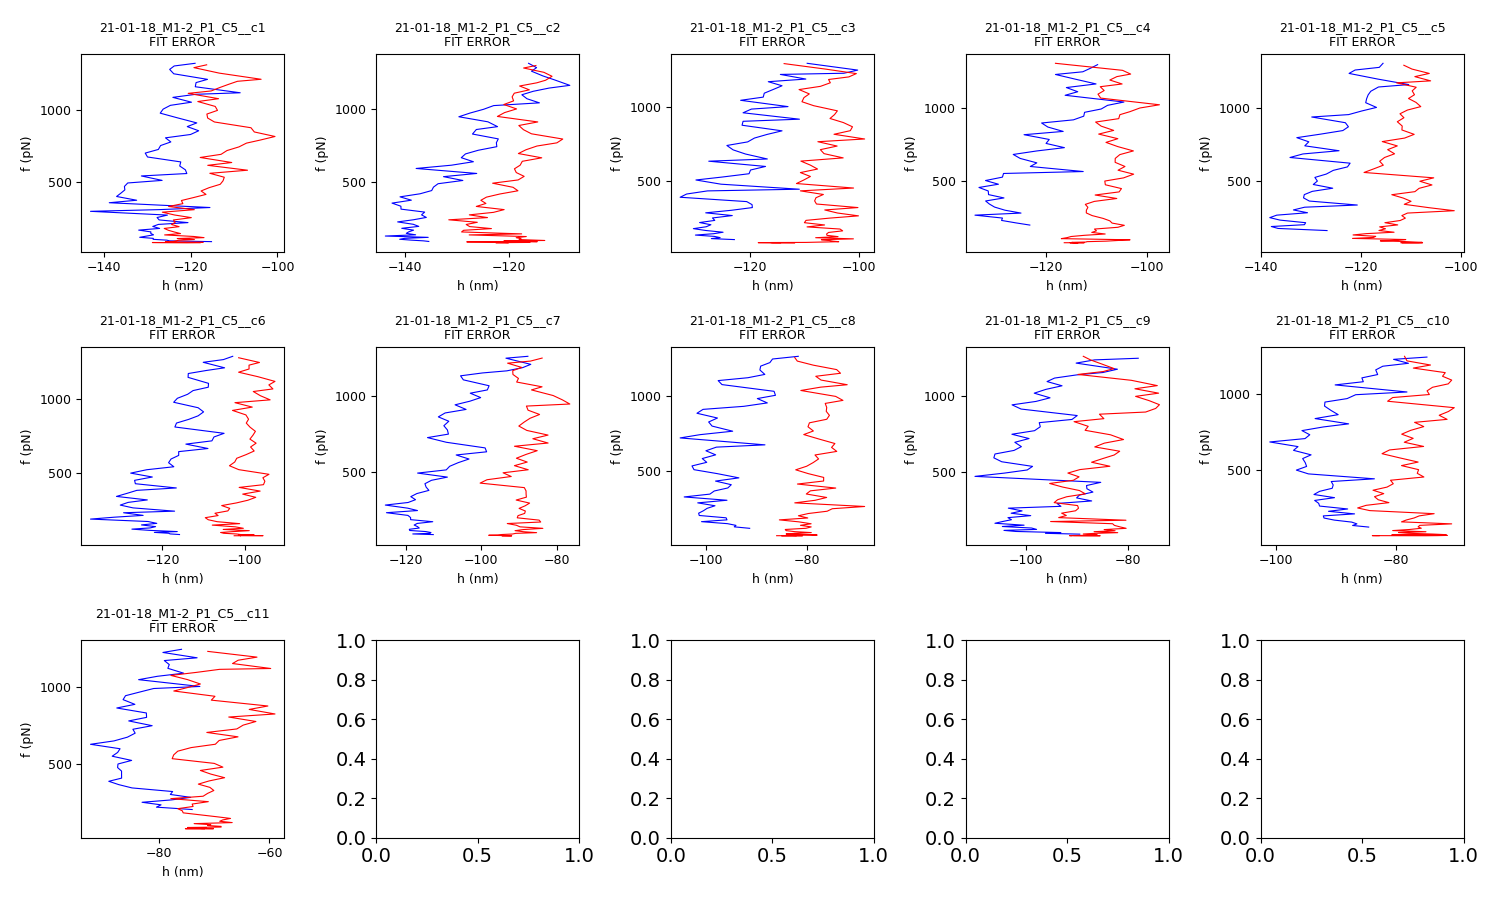 21-01-18_M1-2_P1_C5__c1
FIT ERROR
1000
500
f (pN)
−140
−120
−100
h (nm)
21-01-18_M1-2_P1_C5__c2
FIT ERROR
1000
500
f (pN)
−140
−120
h (nm)
21-01-18_M1-2_P1_C5__c3
FIT ERROR
1000
500
f (pN)
−120
−100
h (nm)
21-01-18_M1-2_P1_C5__c4
FIT ERROR
1000
500
f (pN)
−120
−100
h (nm)
21-01-18_M1-2_P1_C5__c5
FIT ERROR
1000
500
f (pN)
−140
−120
−100
h (nm)
21-01-18_M1-2_P1_C5__c6
FIT ERROR
1000
500
f (pN)
−120
−100
h (nm)
21-01-18_M1-2_P1_C5__c7
FIT ERROR
1000
500
f (pN)
−120
−100
−80
h (nm)
21-01-18_M1-2_P1_C5__c8
FIT ERROR
1000
500
f (pN)
−100
−80
h (nm)
21-01-18_M1-2_P1_C5__c9
FIT ERROR
1000
500
f (pN)
−100
−80
h (nm)
21-01-18_M1-2_P1_C5__c10
FIT ERROR
1000
500
f (pN)
−100
−80
h (nm)
21-01-18_M1-2_P1_C5__c11
FIT ERROR
1000
500
f (pN)
−80
−60
h (nm)
1.0
0.8
0.6
0.4
0.2
0.0
0.0
0.5
1.0
1.0
0.8
0.6
0.4
0.2
0.0
0.0
0.5
1.0
1.0
0.8
0.6
0.4
0.2
0.0
0.0
0.5
1.0
1.0
0.8
0.6
0.4
0.2
0.0
0.0
0.5
1.0